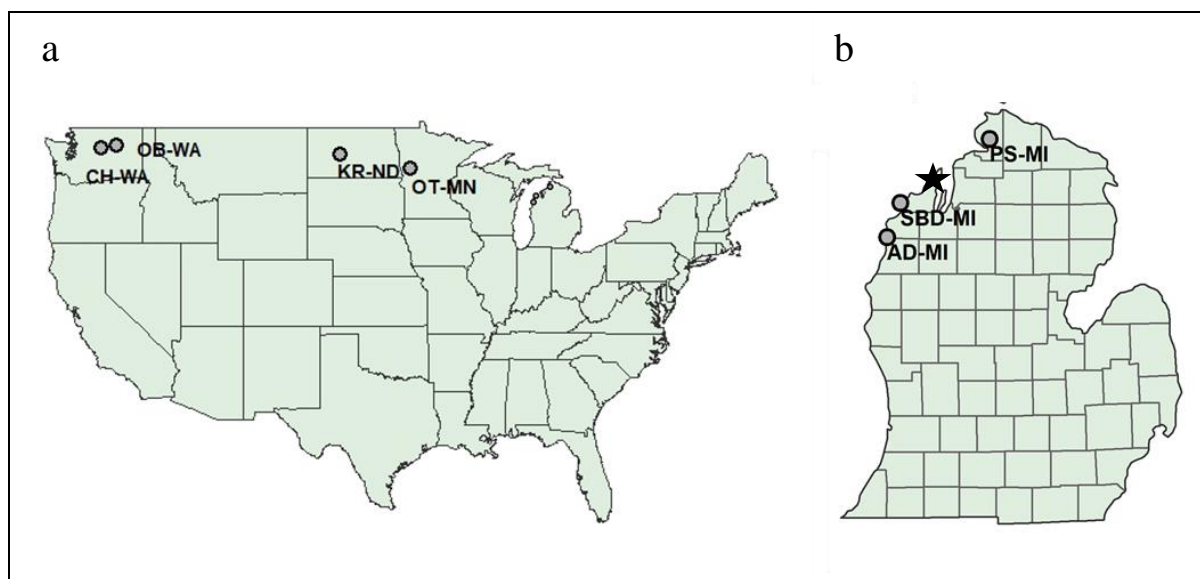 a
b
OB-WA
CH-WA
KR-ND
OT-MN
PS-MI
SBD-MI
AD-MI